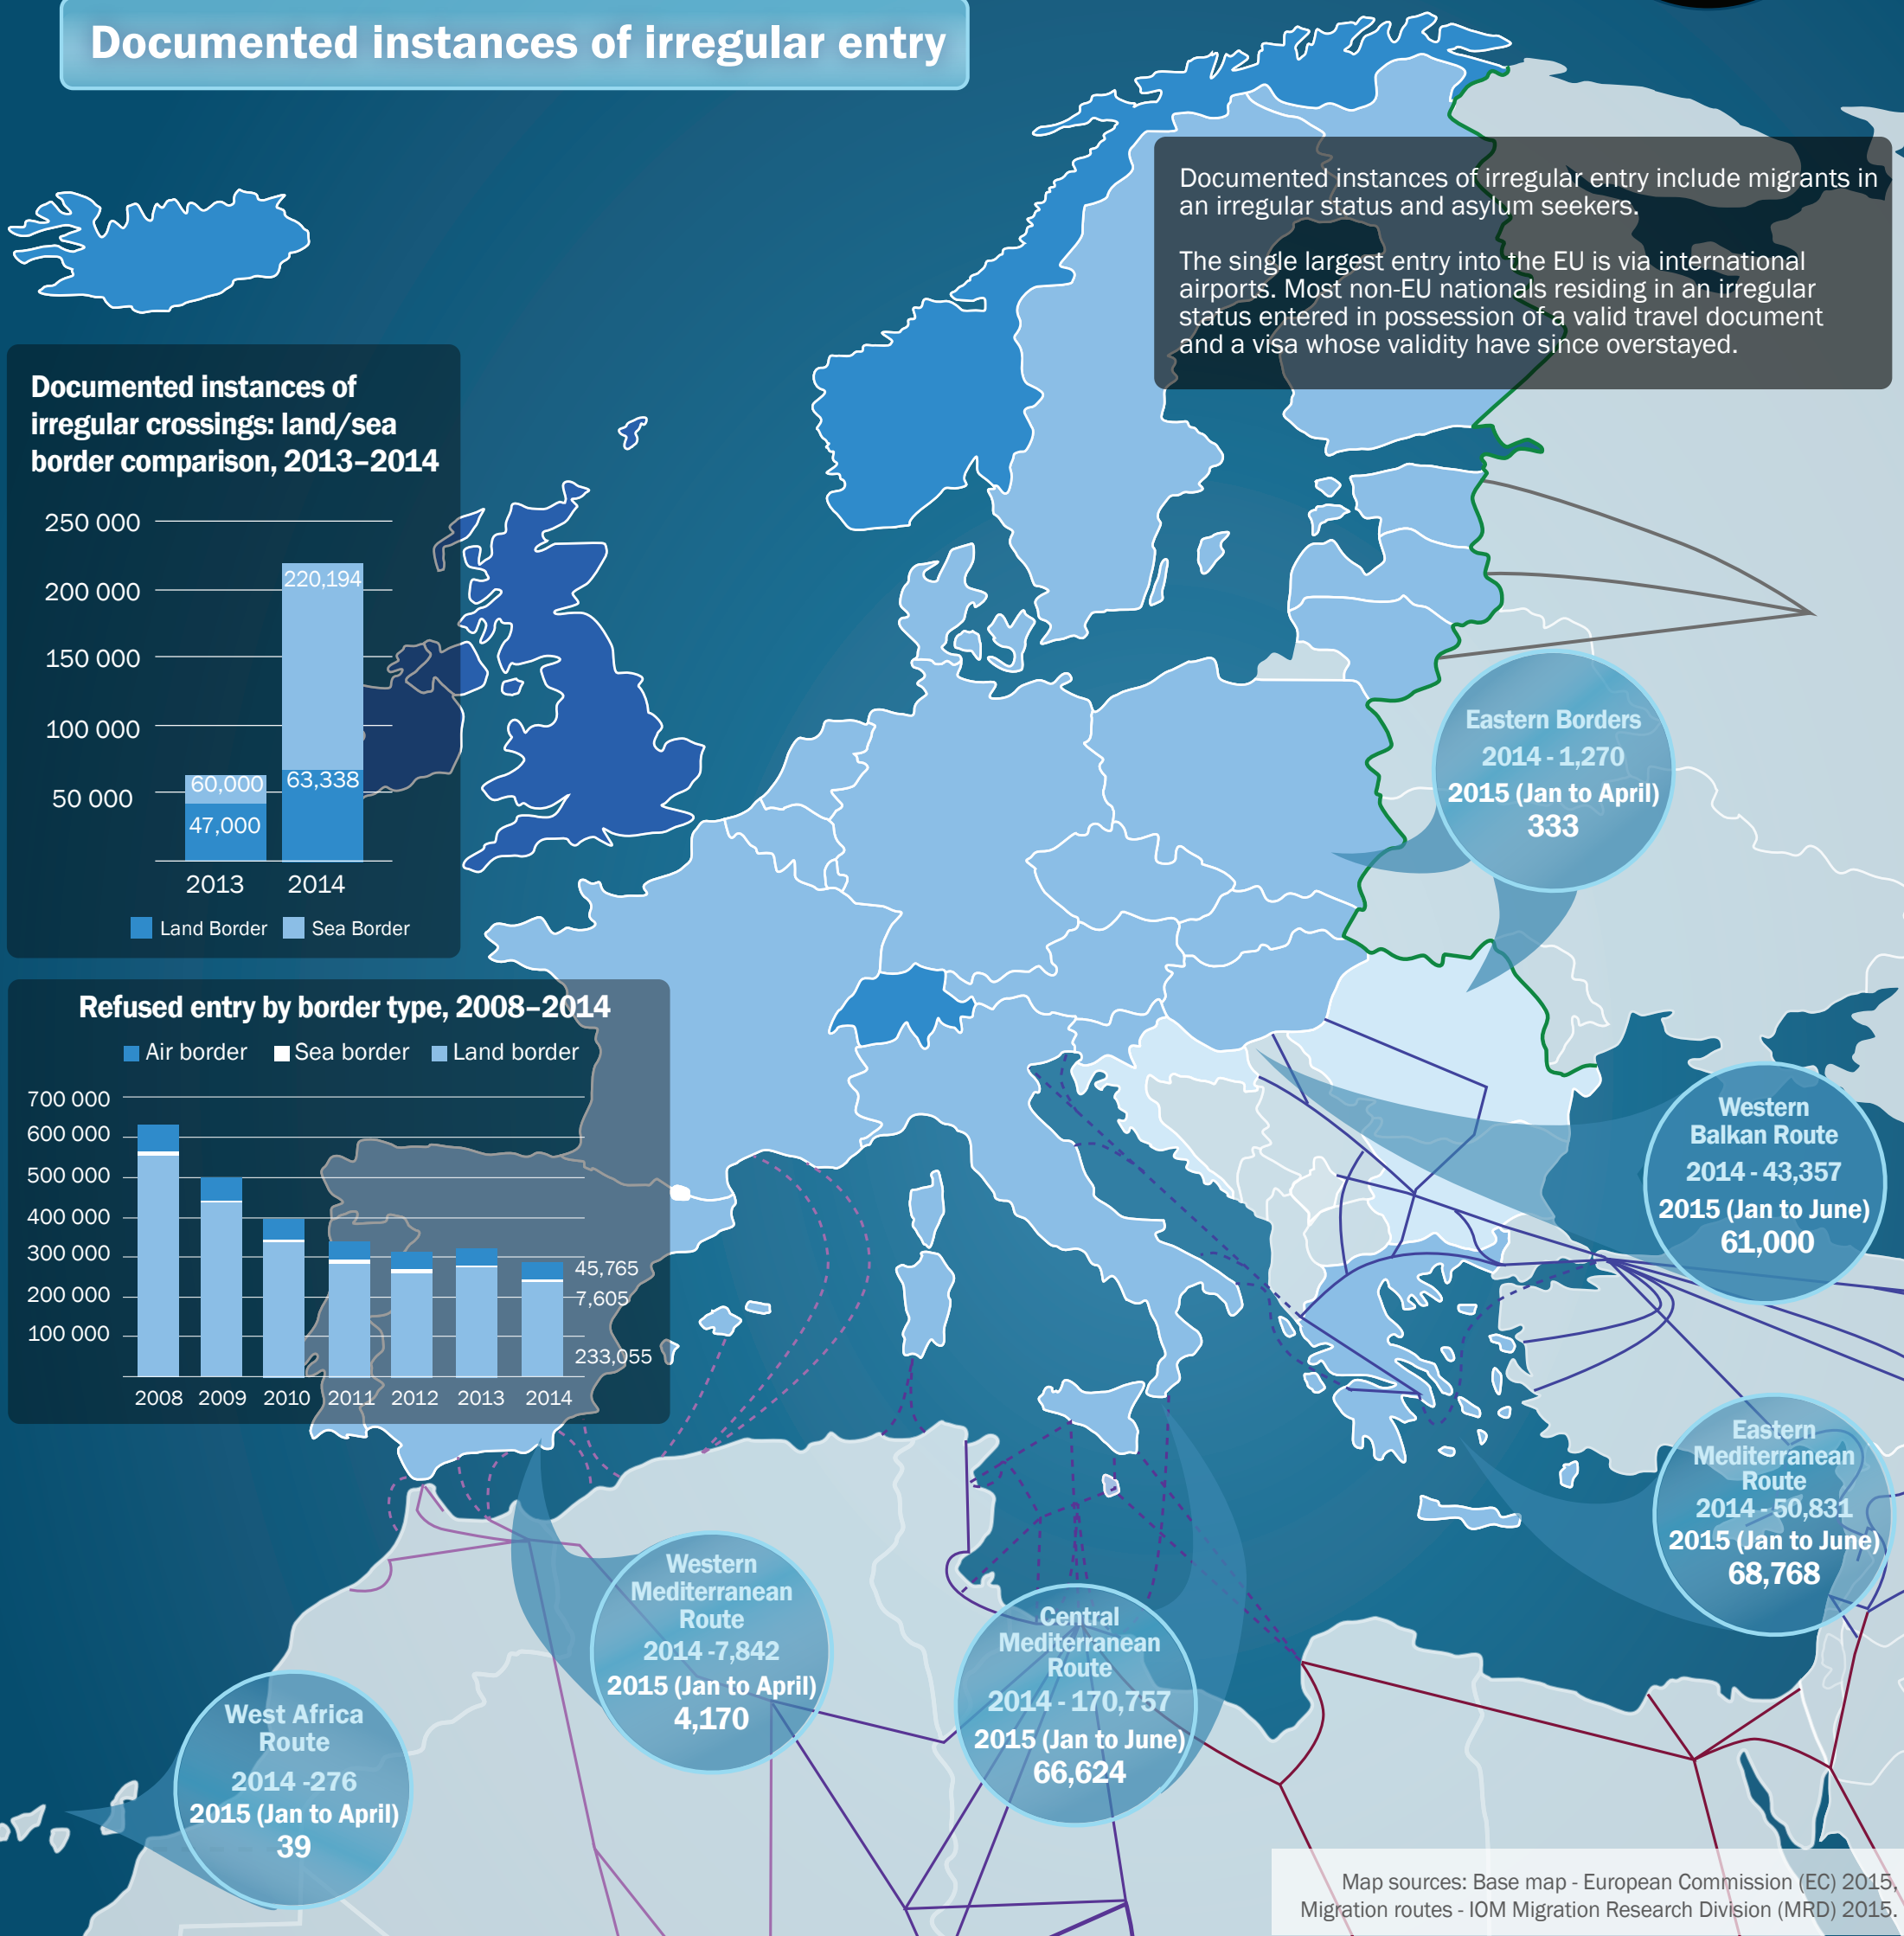 Documented instances of irregular entry
Documented instances of irregular entry include migrants in
an irregular status and asylum seekers.
The single largest entry into the EU is via international
airports. Most non-EU nationals residing in an irregular
status entered in possession of a valid travel document
and a visa whose validity have since overstayed.
Documented instances of
irregular crossings: land/sea
border comparison, 2013–2014
250 000
200 000
150 000
100 000
50 000
220,194
60,000
63,338
47,000
2013
2014
Land Border
Sea Border
Refused entry by border type, 2008–2014
Air border
Sea border
Land border
700 000
600 000
500 000
400 000
300 000
200 000
100 000
45,765
7,605
233,055
2008
2009
2010
2011
2012
2013
2014
Eastern Borders
2014 - 1,270
2015 (Jan to April)
333
Western
Balkan Route
2014 - 43,357
2015 (Jan to June)
61,000
Eastern
Mediterranean
Route
2014 - 50,831
2015 (Jan to June)
68,768
Western
Mediterranean
Route
2014 -7,842
2015 (Jan to April)
4,170
Central
Mediterranean
Route
2014 - 170,757
2015 (Jan to June)
66,624
West Africa
Route
2014 -276
2015 (Jan to April)
39
Map sources: Base map - European Commission (EC) 2015,
Migration routes - IOM Migration Research Division (MRD) 2015.